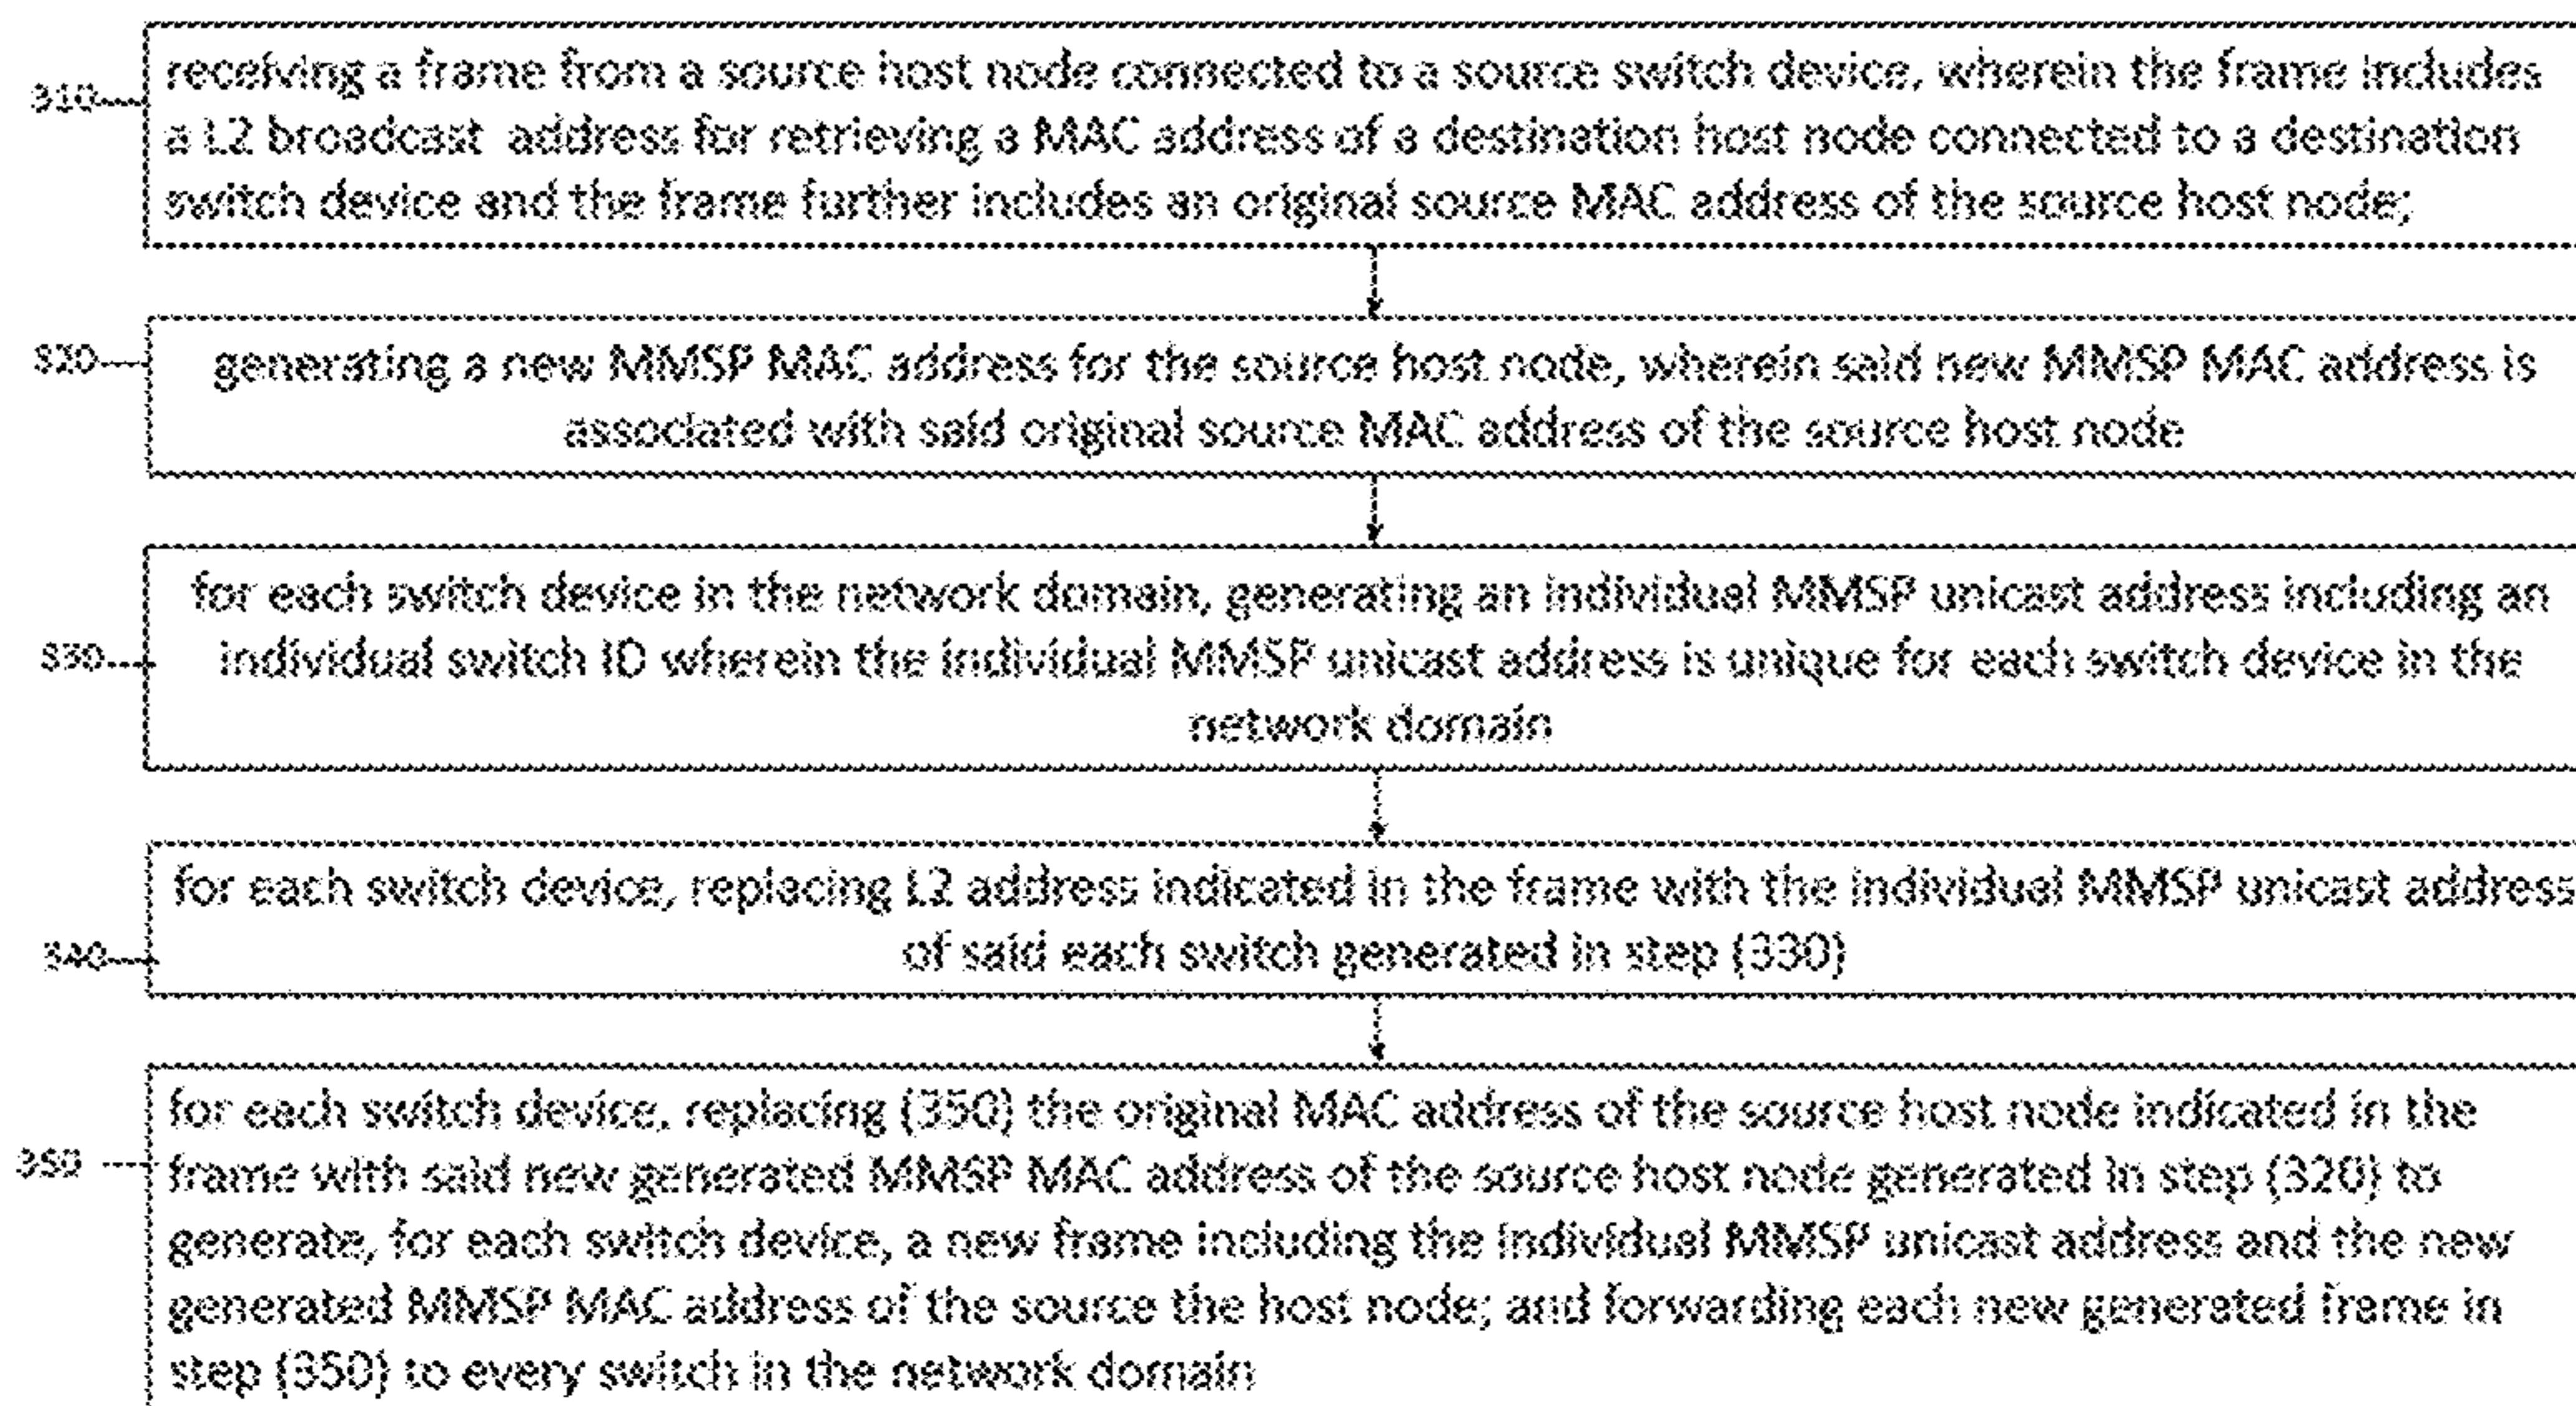 310
receiving a frame from a source host node connected to a source switch device, wherein the frame includes
a L2 broadcast address for retrieving a MAC address of a destination host node connected to a destination
switch device and the frame further includes an original source MAC address of the source host node;
320
generating a new MMSP MAC address for the source host node, wherein said new MMSP MAC address is
associated with said original source MAC address of the source host node
330
for each switch device in the network domain, generating an individual MMSP unicast address including an
individual switch ID wherein the individual MMSP unicast address is unique for each switch device in the
network domain
340
for each switch device, replacing L2 address indicated in the frame with the individual MMSP unicast address
of said each switch generated in step (330)
350
for each switch device, replacing (350) the original MAC address of the source host node indicated in the
frame with said new generated MMSP MAC address of the source host node generated in step (320) to
generate, for each switch device, a new frame including the individual MMSP unicast address and the new
generated MMSP MAC address of the source the host node; and forwarding each new generated frame in
step (350) to every switch in the network domain